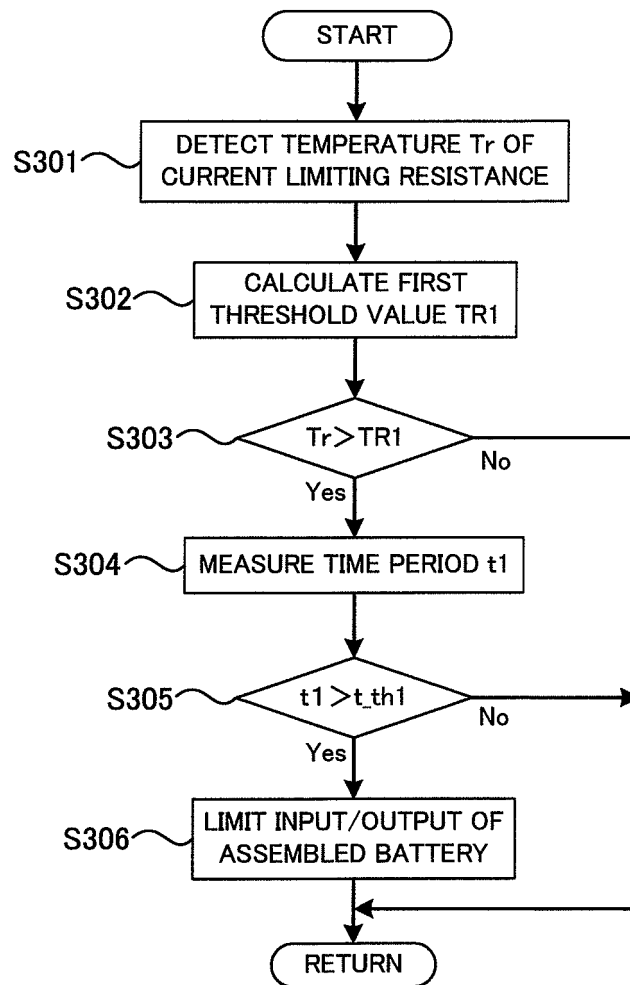 START
S301
DETECT TEMPERATURE Tr OF
CURRENT LIMITING RESISTANCE
S302
CALCULATE FIRST
THRESHOLD VALUE TR1
S303
Tr＞TR1
No
Yes
S304
MEASURE TIME PERIOD t1
S305
t1＞t_th1
No
Yes
S306
LIMIT INPUT/OUTPUT OF
ASSEMBLED BATTERY
RETURN